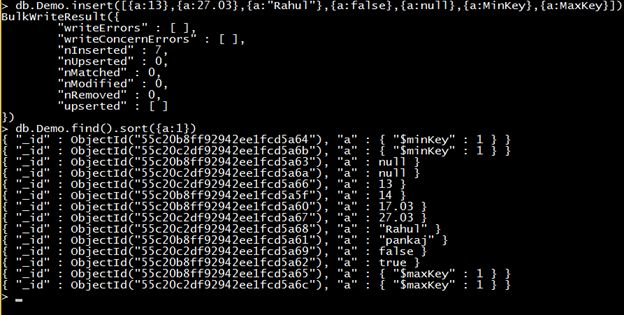 > db.Demo.insert([{a:13},{a:27.03},{a:"Rahul"},{a:false},{a:null},{a:MinKey},{a:MaxKey}])
BulkWriteResult({
"writeErrors" : [ ],
"writeConcernErrors" : [ ],
"nInserted" : 7,
"nUpserted" : 0,
"nMatched" : 0,
"nModified" : 0,
"nRemoved" : 0,
"upserted" : [ ]
})
> db.Demo.find().sort({a:1})
{ "_id" : ObjectId("55c20b8ff92942ee1fcd5a64"), "a" : { "$minKey" : 1 } }
{ "_id" : ObjectId("55c20c2df92942ee1fcd5a6b"), "a" : { "$minKey" : 1 } }
{ "_id" : ObjectId("55c20b8ff92942ee1fcd5a63"), "a" : null }
{ "_id" : ObjectId("55c20c2df92942ee1fcd5a6a"), "a" : null }
{ "_id" : ObjectId("55c20c2df92942ee1fcd5a66"), "a" : 13 }
{ "_id" : ObjectId("55c20b8ff92942ee1fcd5a5f"), "a" : 14 }
{ "_id" : ObjectId("55c20b8ff92942ee1fcd5a60"), "a" : 17.03 }
{ "_id" : ObjectId("55c20c2df92942ee1fcd5a67"), "a" : 27.03 }
{ "_id" : ObjectId("55c20c2df92942ee1fcd5a68"), "a" : "Rahul" }
{ "_id" : ObjectId("55c20b8ff92942ee1fcd5a61"), "a" : "pankaj" }
{ "_id" : ObjectId("55c20c2df92942ee1fcd5a69"), "a" : false }
{ "_id" : ObjectId("55c20b8ff92942ee1fcd5a62"), "a" : true }
{ "_id" : ObjectId("55c20b8ff92942ee1fcd5a65"), "a" : { "$maxKey" : 1 } }
{ "_id" : ObjectId("55c20c2df92942ee1fcd5a6c"), "a" : { "$maxKey" : 1 } }
> _